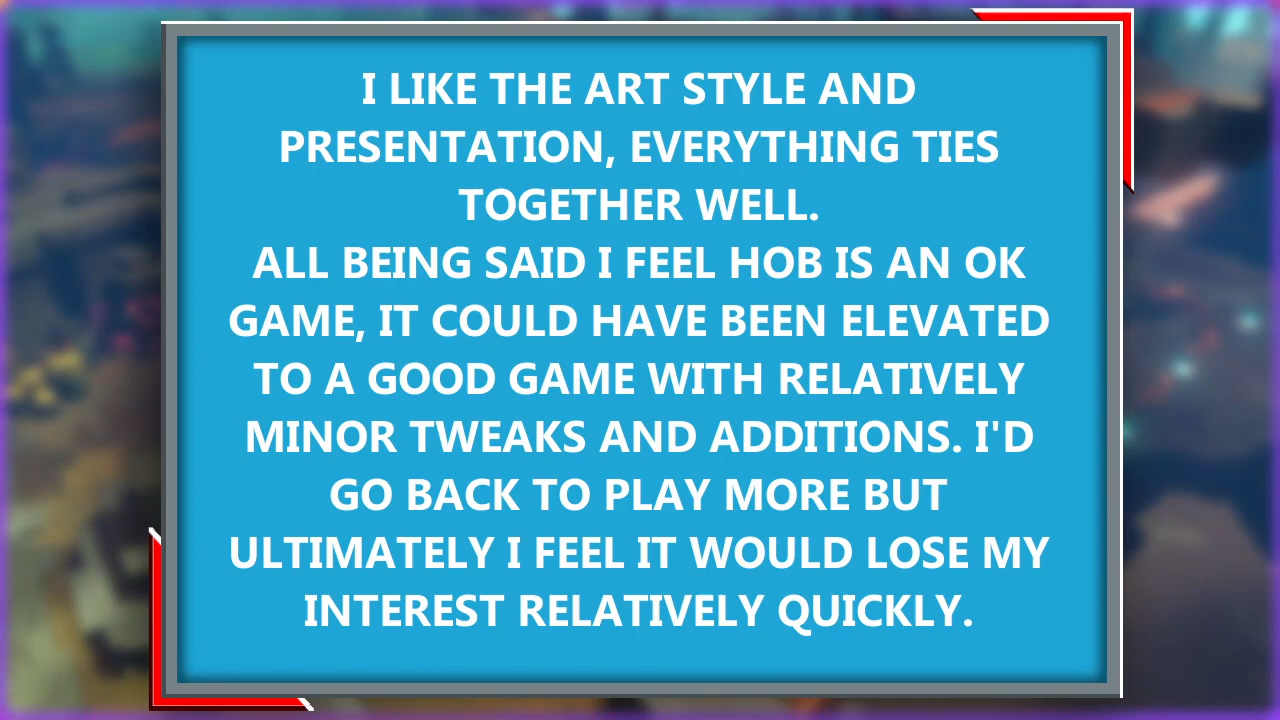 I LIKE THE ART STYLE AND
PRESENTATION, EVERYTHING TIES
TOGETHER WELL.
ALL BEING SAID I FEEL HOB IS AN OK
GAME, IT COULD HAVE BEEN ELEVATED
TO A GOOD GAME WITH RELATIVELY
MINOR TWEAKS AND ADDITIONS. I'D
GO BACK TO PLAY MORE BUT
ULTIMATELY I FEEL IT WOULD LOSE MY
INTEREST RELATIVELY QUICKLY.